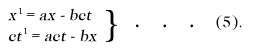 x¹ = ax - bct
ct¹ = act - bx } . . . (5).